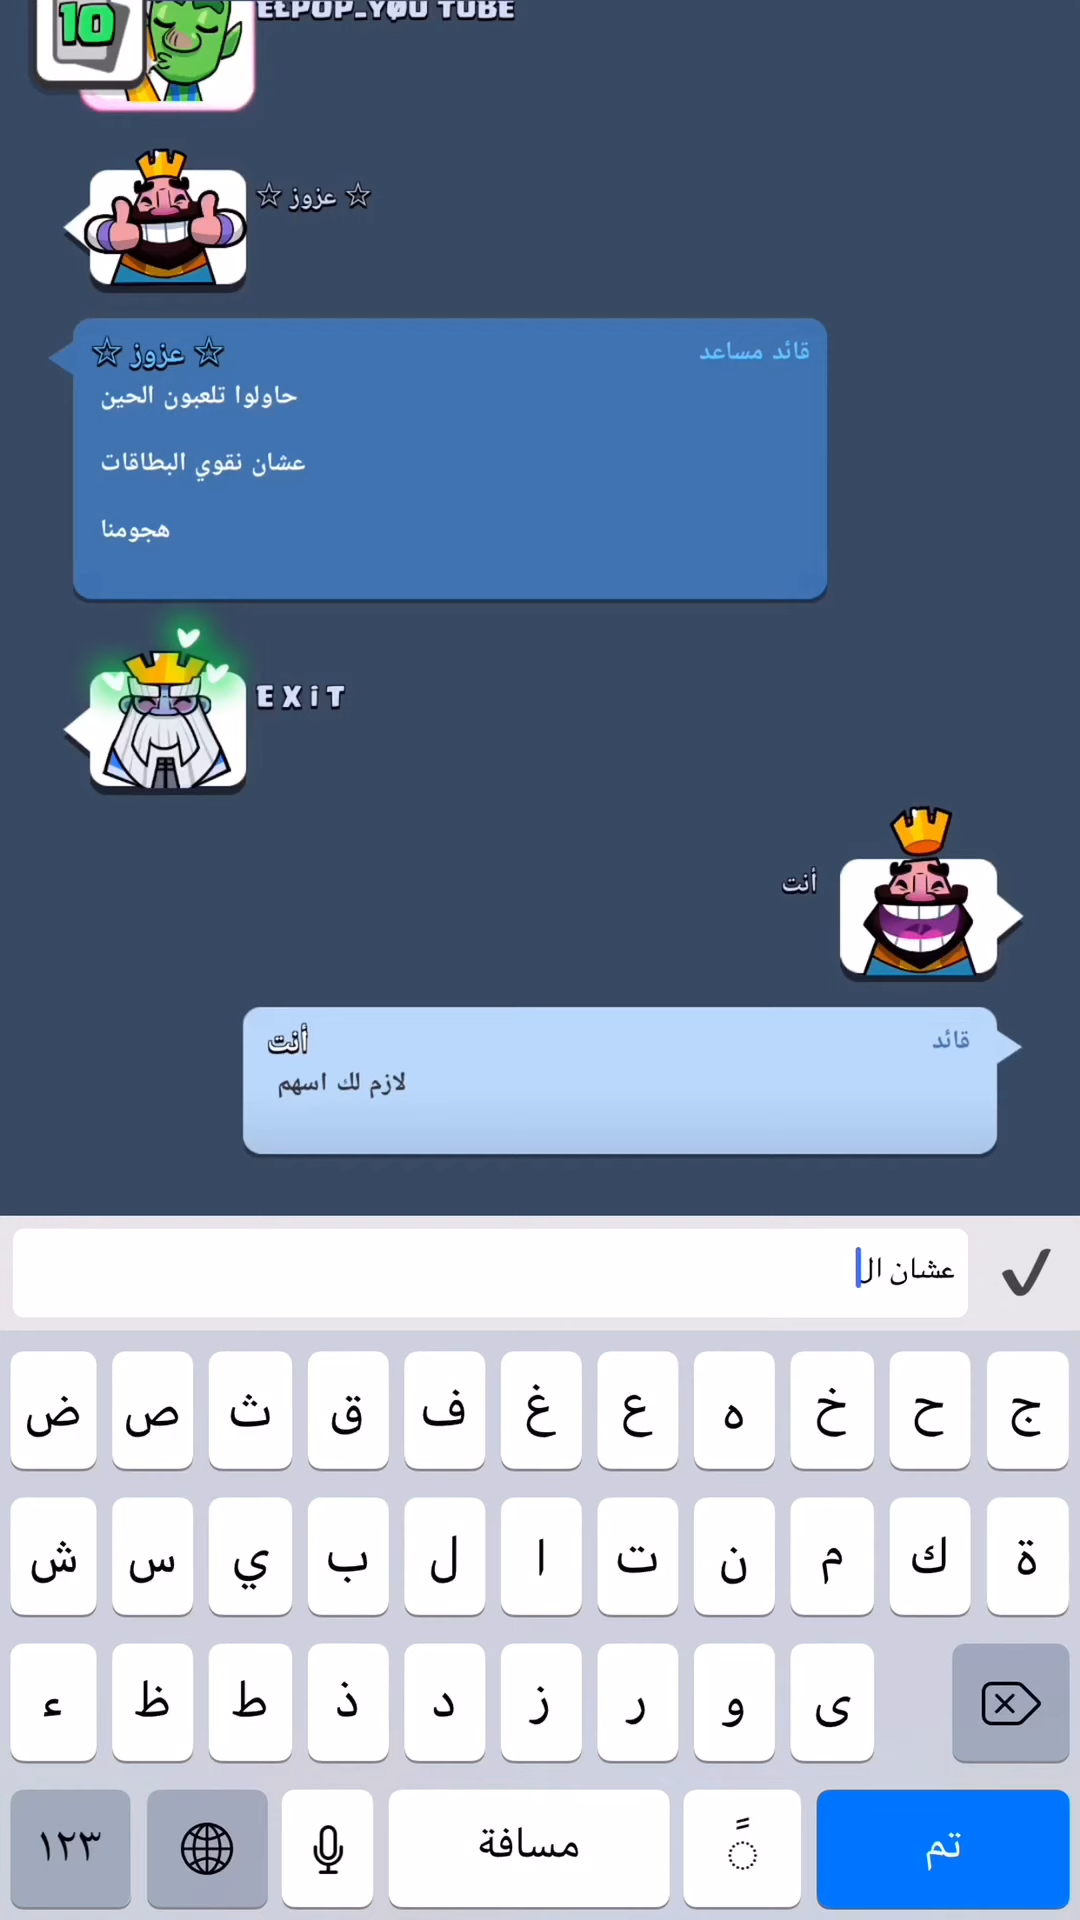 10
EŁPOP_YØU TUBE
☆ عزوز ☆
☆ عزوز ☆
قائد مساعد
حاولوا تلعبون الحين
عشان نقوي البطاقات
هجومنا
EXiT
أنت
أنت
قائد
لازم لك اسهم
عشان ال
ض ص ث ق ف غ ع ه خ ح ج
ش س ي ب ل ا ت ن م ك ة
ء ظ ط ذ د ز ر و ى
١٢٣
مسافة
تم